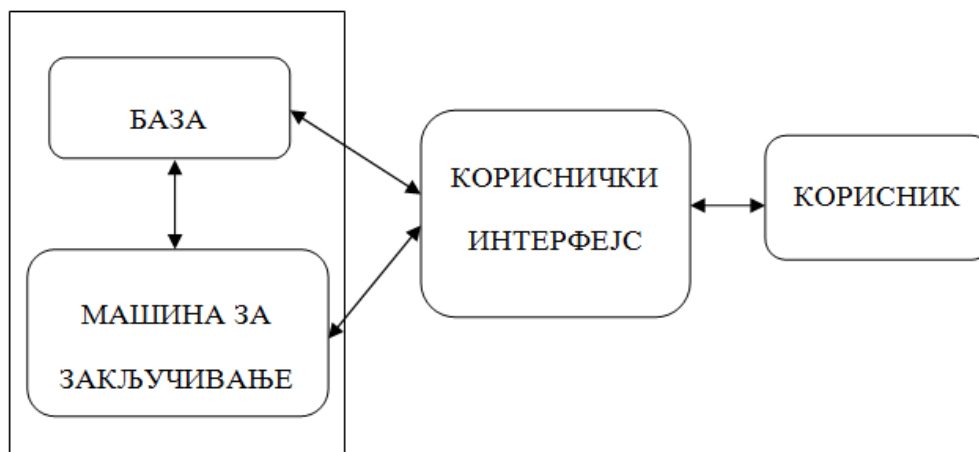 БАЗА
МАШИНА ЗА
ЗАКЉУЧИВАЊЕ
КОРИСНИЧКИ
ИНТЕРФЕЈС
КОРИСНИК